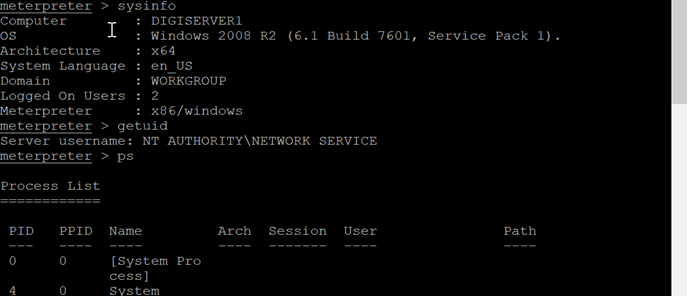 meterpreter > sysinfo
Computer        : DIGISERVER1
OS              : Windows 2008 R2 (6.1 Build 7601, Service Pack 1).
Architecture    : x64
System Language : en_US
Domain          : WORKGROUP
Logged On Users : 2
Meterpreter     : x86/windows
meterpreter > getuid
Server username: NT AUTHORITY\NETWORK SERVICE
meterpreter > ps
Process List
============
PID   PPID  Name         Arch  Session  User               Path
---   ----  ----         ----  -------  ----               ----
0     0     [System Pro
cess]
4     0     System